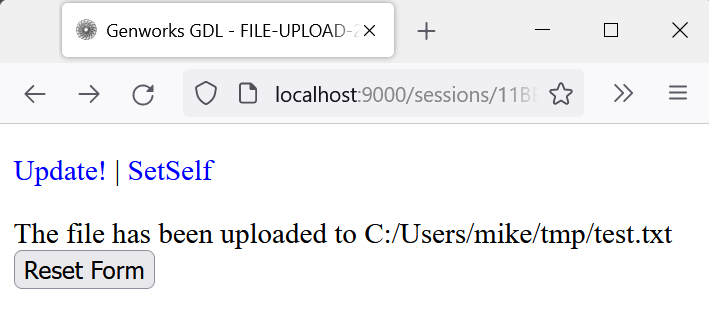 Genworks GDL - FILE-UPLOAD-2
localhost:9000/sessions/11BE
Update! | SetSelf
The file has been uploaded to C:/Users/mike/tmp/test.txt
Reset Form